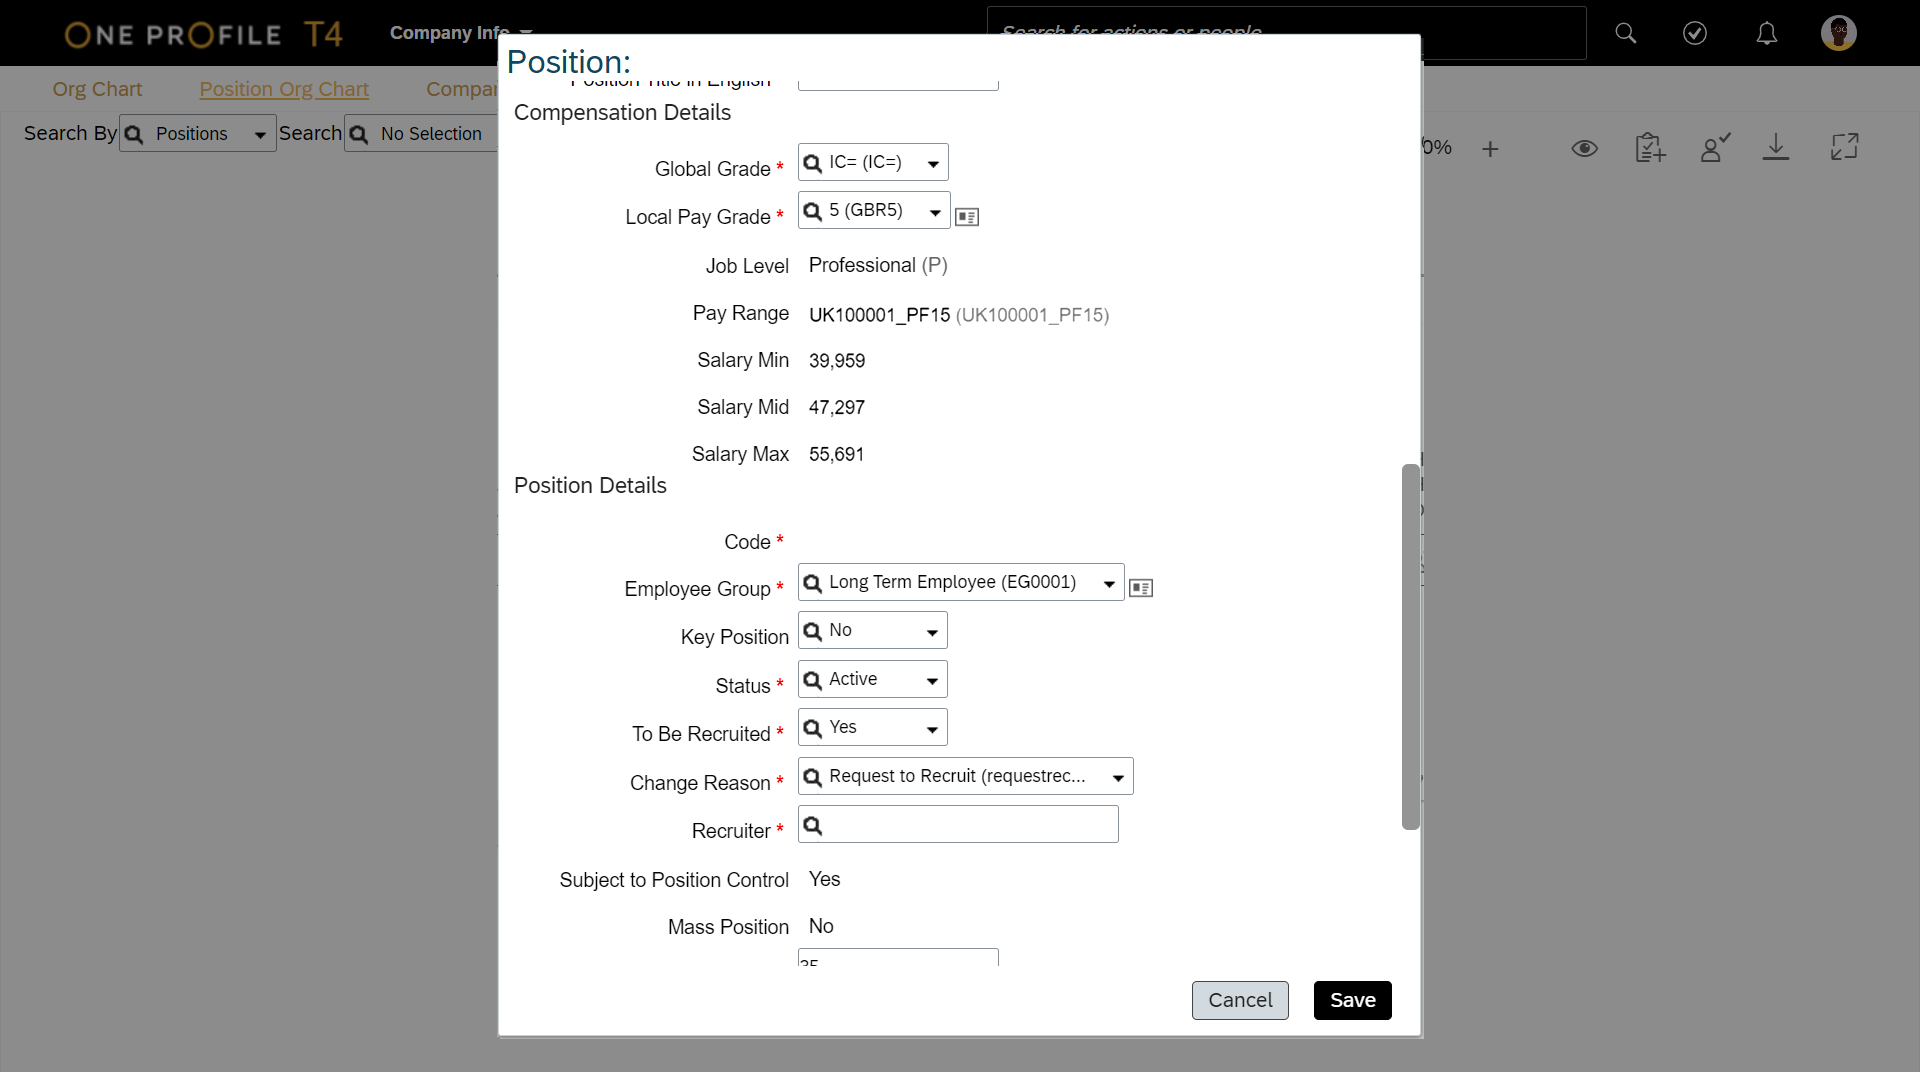 ONE PROFILE T4
Company Info
Search for actions or people
Position:
Org Chart
Position Org Chart
Compa
Position Title in English
Search By
Positions
Search
No Selection
0%
Compensation Details
Global Grade *
IC= (IC=)
Local Pay Grade *
5 (GBR5)
Job Level
Professional (P)
Pay Range
UK100001_PF15 (UK100001_PF15)
Salary Min
39,959
Salary Mid
47,297
Salary Max
55,691
Position Details
Code *
Employee Group *
Long Term Employee (EG0001)
Key Position
No
Status *
Active
To Be Recruited *
Yes
Change Reason *
Request to Recruit (requestrec...
Recruiter *
Subject to Position Control
Yes
Mass Position
No
35
Cancel
Save